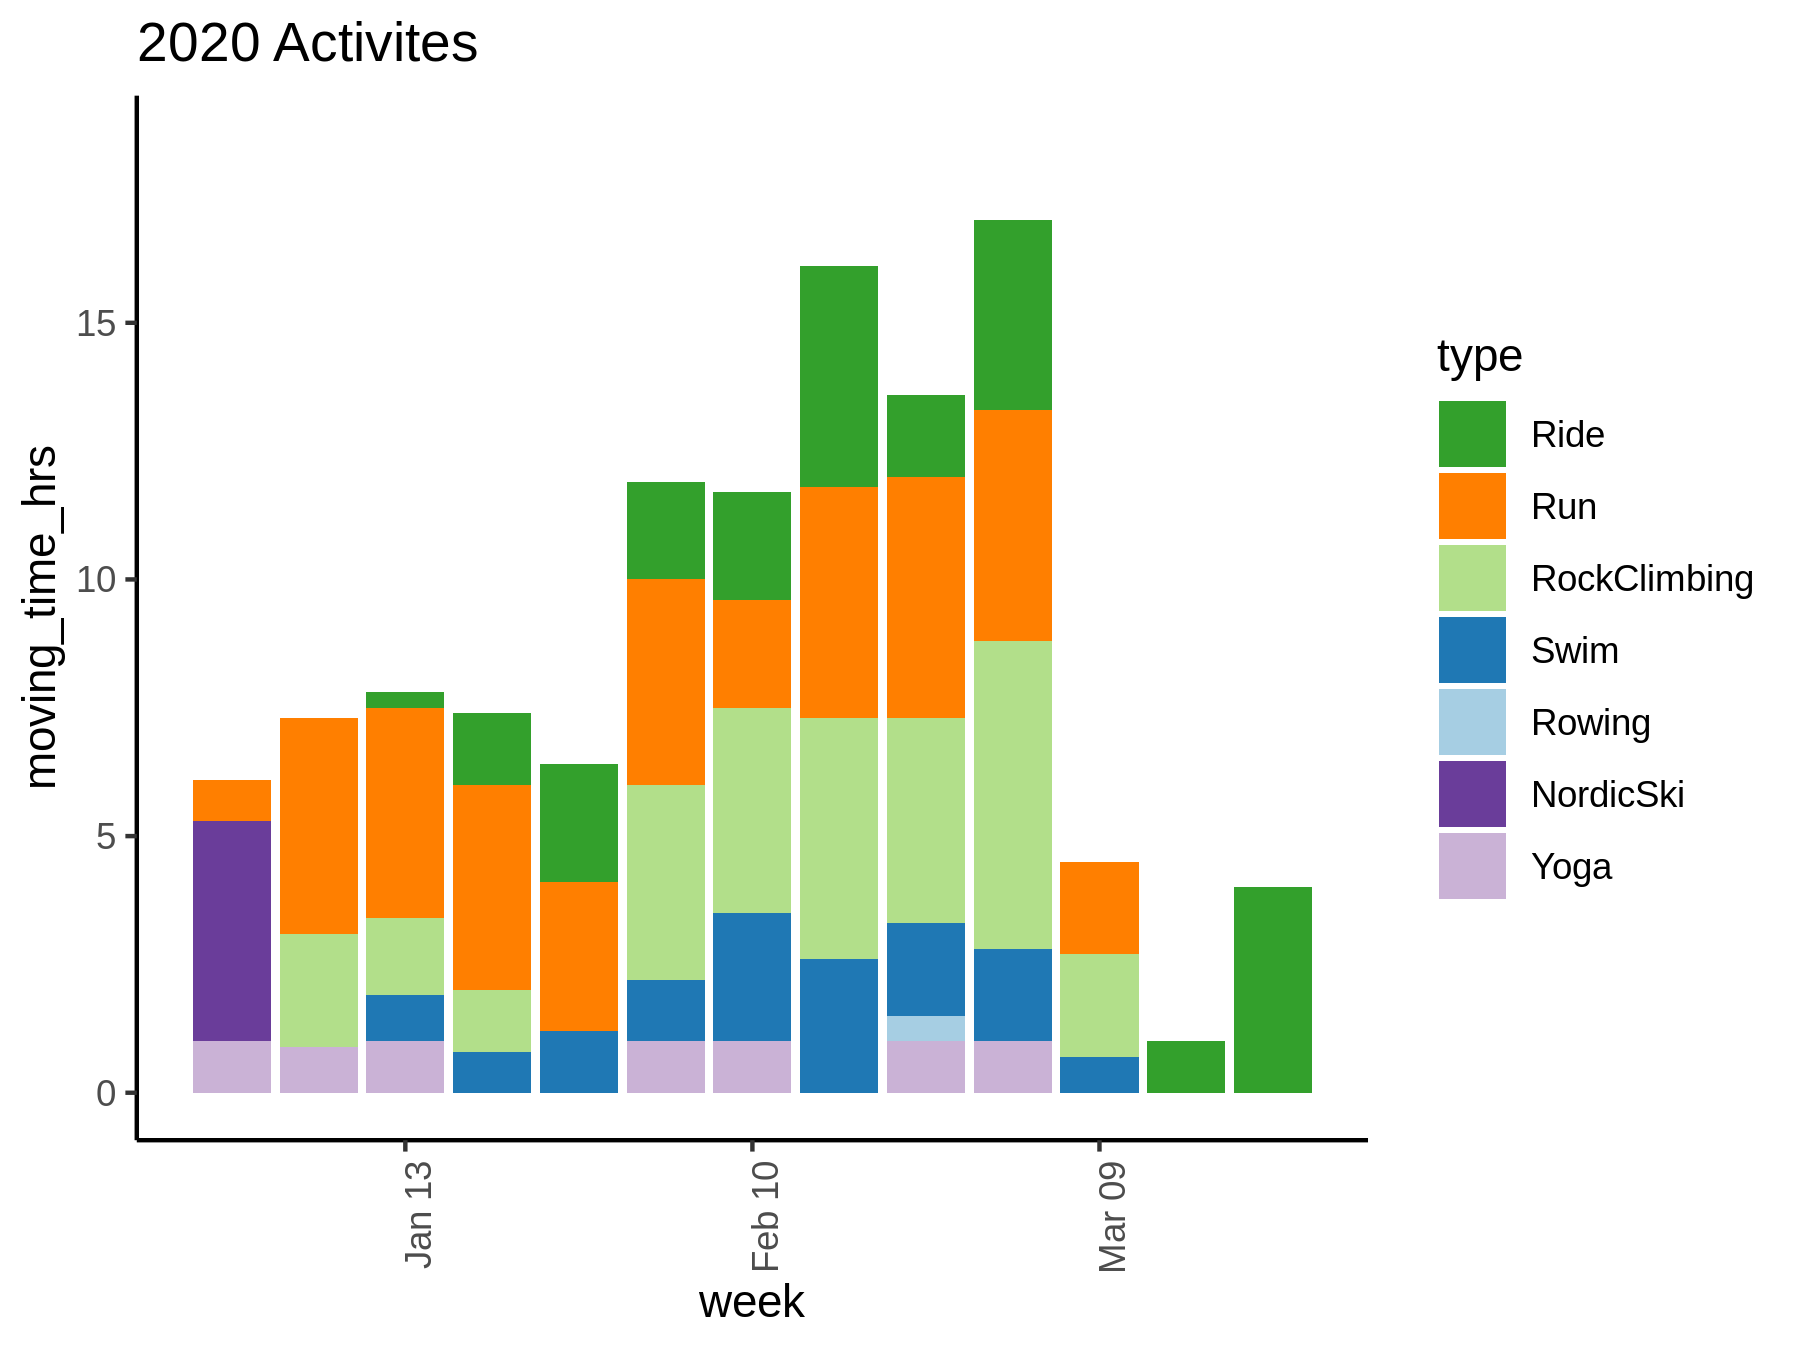 2020 Activites
moving_time_hrs
15
10
5
0
Jan 13
Feb 10
Mar 09
week
type
Ride
Run
RockClimbing
Swim
Rowing
NordicSki
Yoga